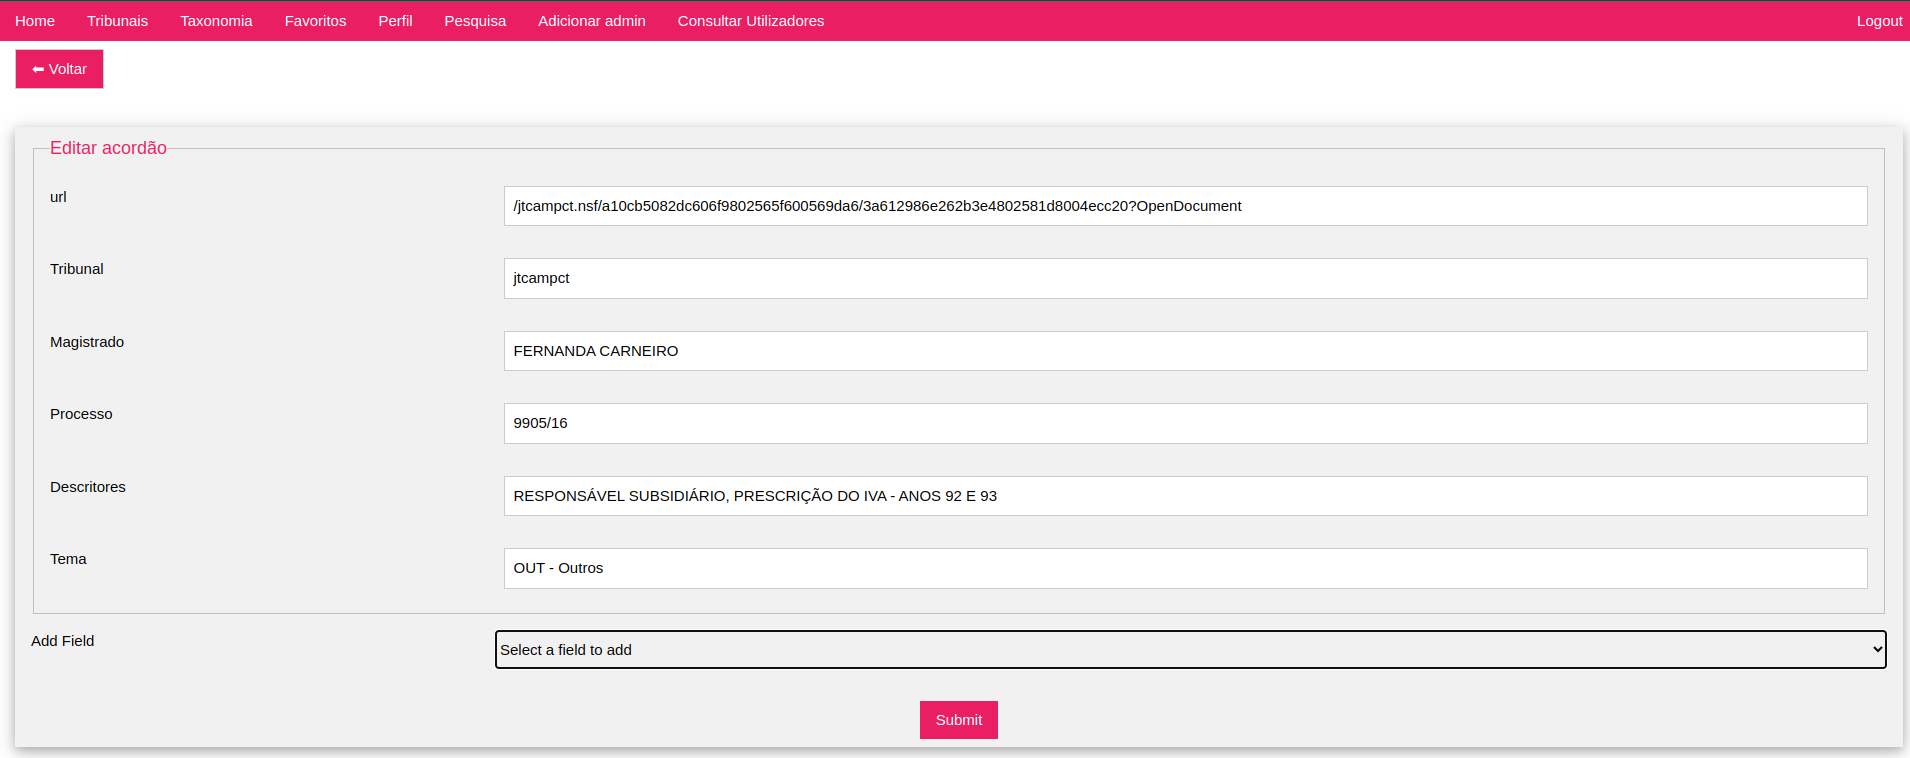 Home Tribunais Taxonomia Favoritos Perfil Pesquisa Adicionar admin Consultar Utilizadores Logout
⬅ Voltar
Editar acordão
url /jtcampct.nsf/a10cb5082dc606f9802565f600569da6/3a612986e262b3e4802581d8004ecc20?OpenDocument
Tribunal jtcampct
Magistrado FERNANDA CARNEIRO
Processo 9905/16
Descritores RESPONSÁVEL SUBSIDIÁRIO, PRESCRIÇÃO DO IVA - ANOS 92 E 93
Tema OUT - Outros
Add Field Select a field to add
Submit